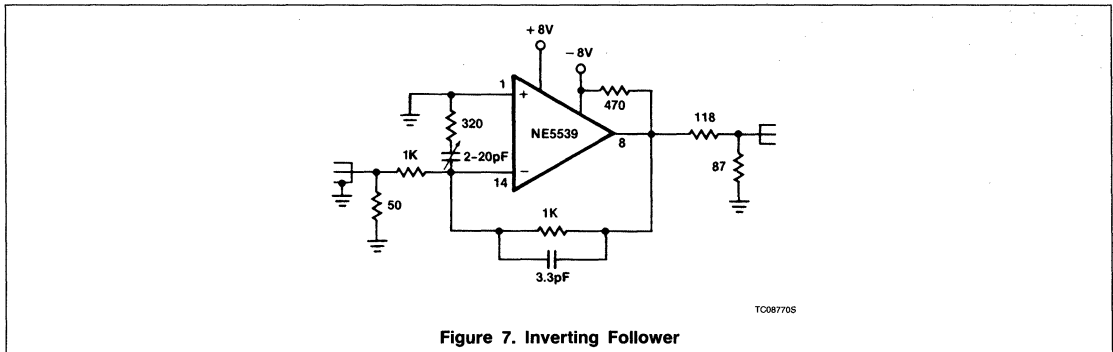 + 8V
− 8V
1
+
470
320
NE5539
118
8
1K
2-20pF
−
87
14
50
1K
3.3pF
TC08770S
Figure 7. Inverting Follower